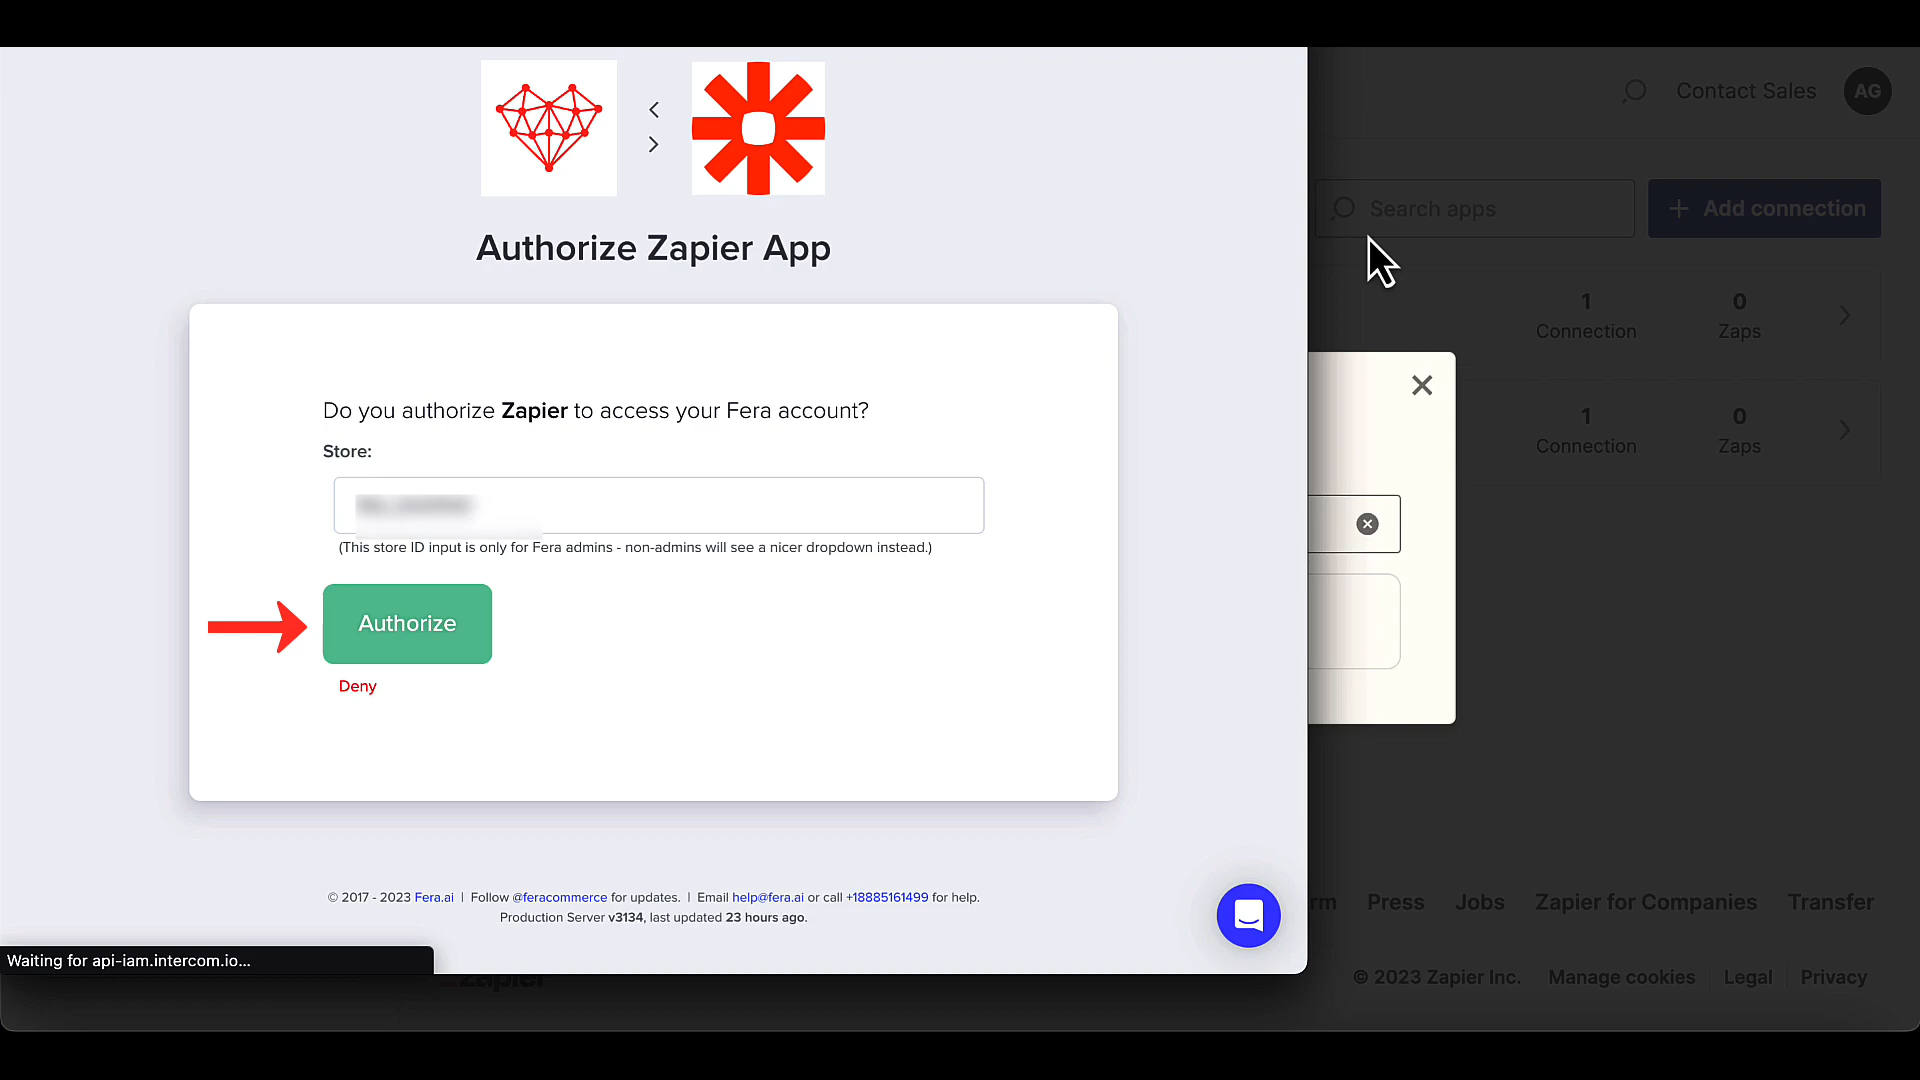 Contact Sales
AG
Search apps
+ Add connection
Authorize Zapier App
1
Connection
0
Zaps
1
Connection
0
Zaps
Do you authorize Zapier to access your Fera account?
Store:
(This store ID input is only for Fera admins - non-admins will see a nicer dropdown instead.)
Authorize
Deny
© 2017 - 2023 Fera.ai | Follow @feracommerce for updates. | Email help@fera.ai or call +18885161499 for help.
Production Server v3134, last updated 23 hours ago.
rm
Press
Jobs
Zapier for Companies
Transfer
Waiting for api-iam.intercom.io...
Zapier
© 2023 Zapier Inc.
Manage cookies
Legal
Privacy